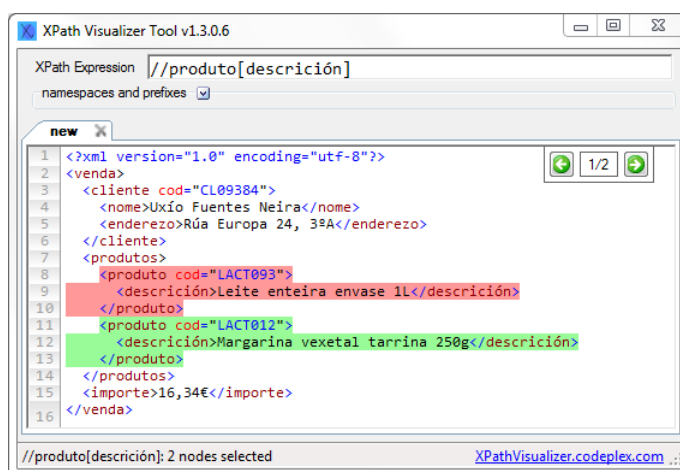 XPath Visualizer Tool v1.3.0.6
XPath Expression //produto[descrición]
namespaces and prefixes
new
1/2
1 <?xml version="1.0" encoding="utf-8"?>
2 <venda>
3 <cliente cod="CL09384">
4 <nome>Uxío Fuentes Neira</nome>
5 <enderezo>Rúa Europa 24, 3ºA</enderezo>
6 </cliente>
7 <produtos>
8 <produto cod="LACT093">
9 <descrición>Leite enteira envase 1L</descrición>
10 </produto>
11 <produto cod="LACT012">
12 <descrición>Margarina vexetal tarrina 250g</descrición>
13 </produto>
14 </produtos>
15 <importe>16,34€</importe>
16 </venda>
//produto[descrición]: 2 nodes selected XPathVisualizer.codeplex.com